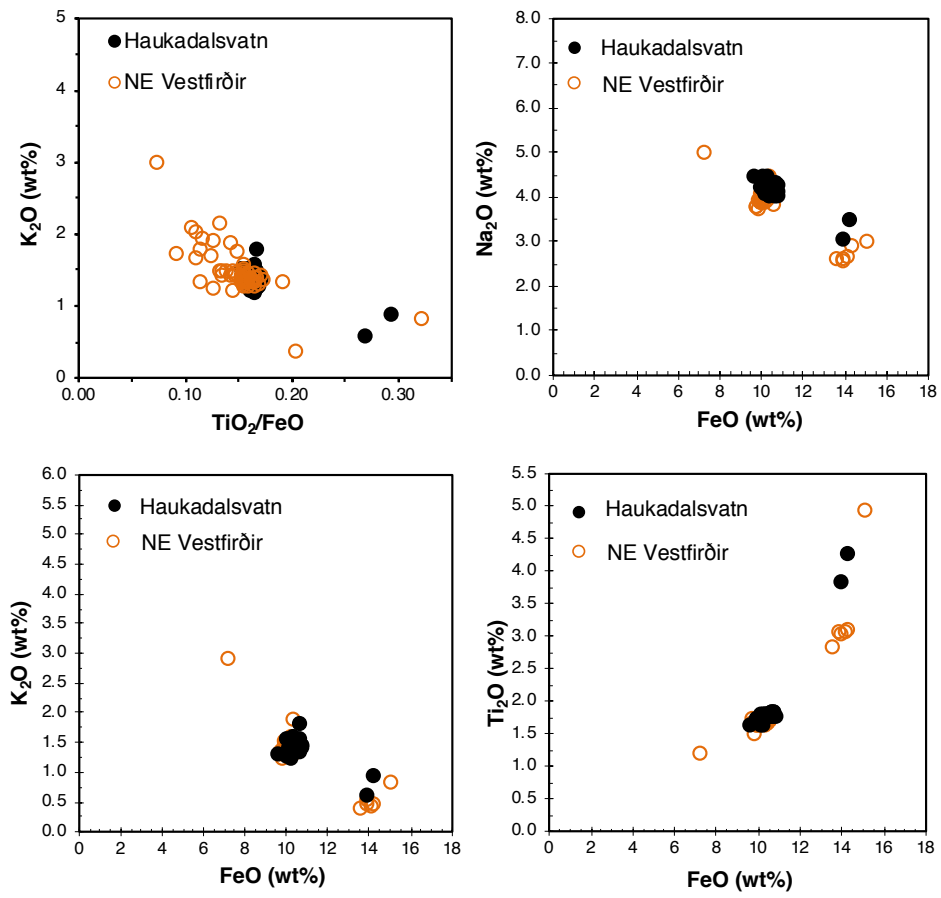 5
4
3
2
1
0
K₂O (wt%)
Haukadalsvatn
NE Vestfirðir
0.00 0.10 0.20 0.30
TiO₂/FeO
8.0
7.0
6.0
5.0
4.0
3.0
2.0
1.0
0.0
Na₂O (wt%)
Haukadalsvatn
NE Vestfirðir
0 2 4 6 8 10 12 14 16 18
FeO (wt%)
6.0
5.5
5.0
4.5
4.0
3.5
3.0
2.5
2.0
1.5
1.0
0.5
0.0
K₂O (wt%)
Haukadalsvatn
NE Vestfirðir
0 2 4 6 8 10 12 14 16 18
FeO (wt%)
5.5
5.0
4.5
4.0
3.5
3.0
2.5
2.0
1.5
1.0
0.5
0.0
Ti₂O (wt%)
Haukadalsvatn
NE Vestfirðir
0 2 4 6 8 10 12 14 16 18
FeO (wt%)